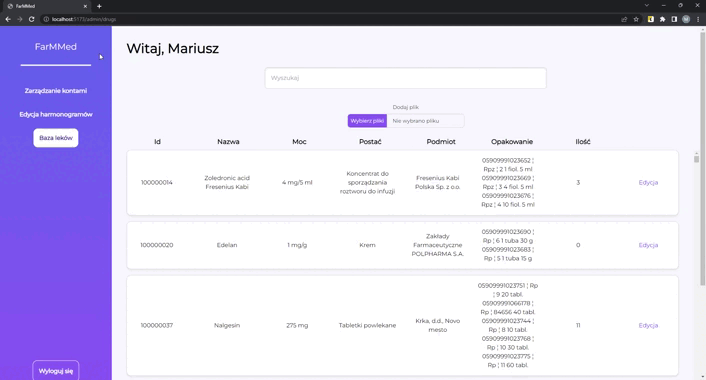 FarMMed
localhost:5173/admin/drugs
M
FarMMed
Zarządzanie kontami
Edycja harmonogramów
Baza leków
Wyloguj się
Witaj, Mariusz
Wyszukaj
Dodaj plik
Wybierz pliki Nie wybrano pliku
Id Nazwa Moc Postać Podmiot Opakowanie Ilość
100000014
Zoledronic acid
Fresenius Kabi
4 mg/5 ml
Koncentrat do
sporządzania
roztworu do infuzji
Fresenius Kabi
Polska Sp. z o.o.
05909991023652 ¦
Rpz ¦ 2 1 fiol. 5 ml
05909991023669 ¦
Rpz ¦ 3 4 fiol. 5 ml
05909991023676 ¦
Rpz ¦ 4 10 fiol. 5 ml
3
Edycja
100000020
Edelan
1 mg/g
Krem
Zakłady
Farmaceutyczne
POLPHARMA S.A.
05909991023690 ¦
Rp ¦ 6 1 tuba 30 g
05909991023683 ¦
Rp ¦ 5 1 tuba 15 g
0
Edycja
100000037
Nalgesin
275 mg
Tabletki powlekane
Krka, d.d., Novo
mesto
05909991023751 ¦ Rp
¦ 9 20 tabl.
05909991066178 ¦
Rp ¦ 84656 40 tabl.
05909991023744 ¦
Rp ¦ 8 10 tabl.
05909991023768 ¦
Rp ¦ 10 30 tabl.
05909991023775 ¦
Rp ¦ 11 60 tabl.
11
Edycja